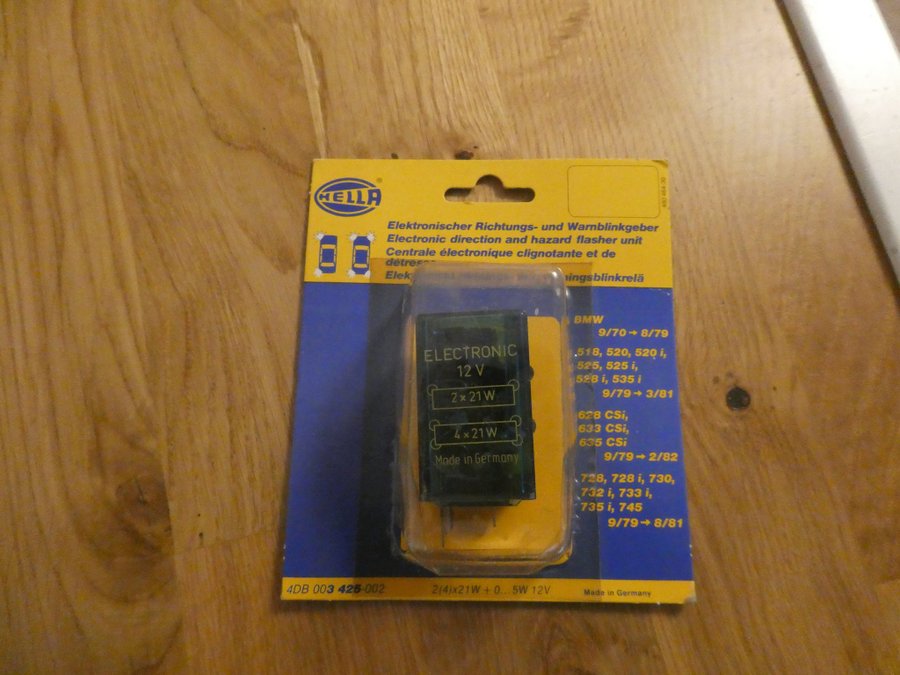 HELLA
®
Elektronischer Richtungs- und Warnblinkgeber
Electronic direction and hazard flasher unit
Centrale électronique clignotante et de
BMW
9/70 → 8/79
518, 520, 520 i,
525, 525 i,
528 i, 535 i
9/79 → 3/81
628 CSi,
633 CSi,
635 CSi
9/79 → 2/82
728, 728 i, 730,
732 i, 733 i,
735 i, 745
9/79 → 8/81
ELECTRONIC
12 V
2 x 21 W
4 x 21 W
Made in Germany
4DB 003 425-002
2(4)x21W + 0...5W 12V
Made in Germany